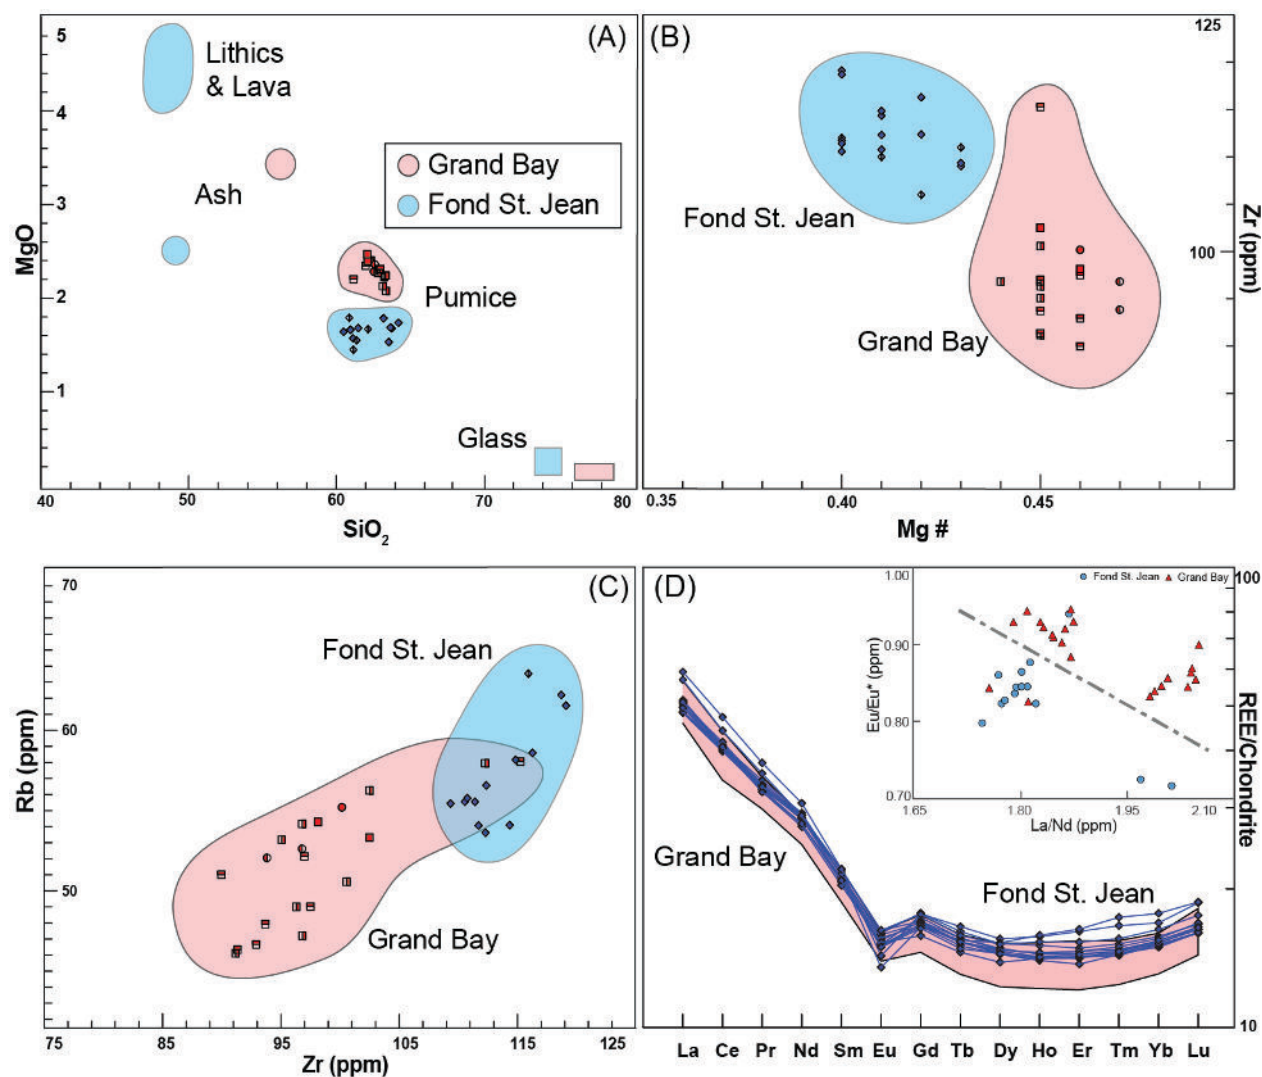 (A)
5
4
3
2
1
MgO
Lithics
& Lava
Ash
Grand Bay
Fond St. Jean
Pumice
Glass
40
50
60
70
80
SiO2
(B)
125
100
Zr (ppm)
Fond St. Jean
Grand Bay
0.35
0.40
0.45
Mg #
(C)
70
60
50
Rb (ppm)
Fond St. Jean
Grand Bay
75
85
95
105
115
125
Zr (ppm)
(D)
100
10
REE/Chondrite
Fond St. Jean
Grand Bay
1.00
0.90
0.80
0.70
Eu/Eu* (ppm)
1.65
1.80
1.95
2.10
La/Nd (ppm)
Grand Bay
Fond St. Jean
La Ce Pr Nd Sm Eu Gd Tb Dy Ho Er Tm Yb Lu